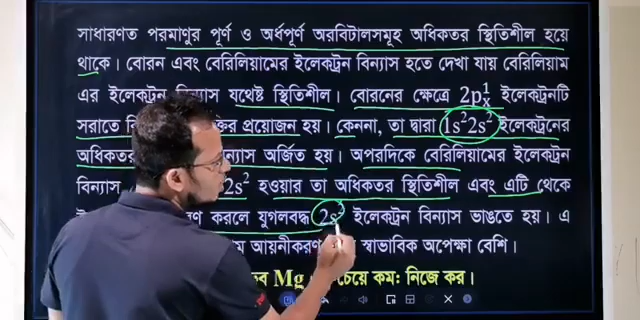 সাধারণত পরমাণুর পূর্ণ ও অর্ধপূর্ণ অরবিটালসমূহ অধিকতর স্থিতিশীল হয়ে
থাকে। বোরন এবং বেরিলিয়ামের ইলেকট্রন বিন্যাস হতে দেখা যায় বেরিলিয়াম
এর ইলেকট্রন বিন্যাস যথেষ্ট স্থিতিশীল। বোরনের ক্ষেত্রে 2pₓ¹ ইলেকট্রনটি
সরাতে প্রয়োজন হয়। কেননা, তা দ্বারা 1s²2s² ইলেকট্রনের
অধিকতর বিন্যাস অর্জিত হয়। অপরদিকে বেরিলিয়ামের ইলেকট্রন
বিন্যাস 2s² হওয়ার তা অধিকতর স্থিতিশীল এবং এটি থেকে
করলে যুগলবদ্ধ 2s² ইলেকট্রন বিন্যাস ভাঙতে হয়। এ
আয়নীকরণ স্বাভাবিক অপেক্ষা বেশি।
Mg চেয়ে কম: নিজে কর।